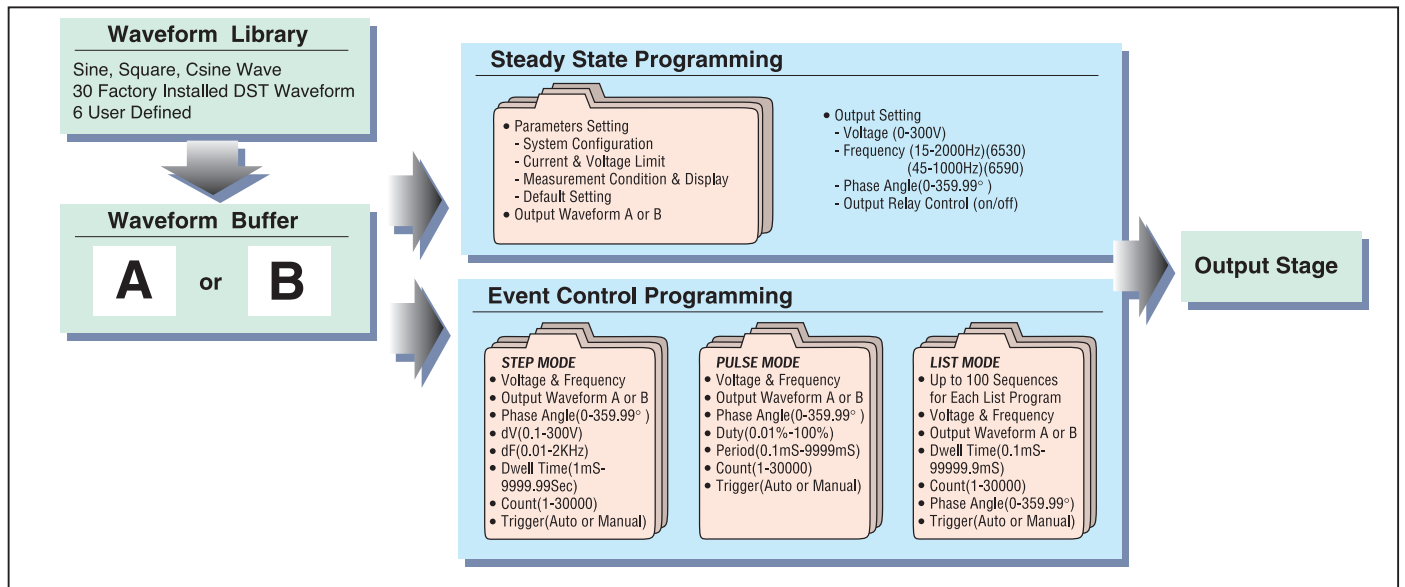 Waveform Library
Sine, Square, Csine Wave
30 Factory Installed DST Waveform
6 User Defined
Waveform Buffer
A or B
Steady State Programming
• Parameters Setting
- System Configuration
- Current & Voltage Limit
- Measurement Condition & Display
- Default Setting
• Output Waveform A or B
• Output Setting
- Voltage (0-300V)
- Frequency (15-2000Hz)(6530)
(45-1000Hz)(6590)
- Phase Angle(0-359.99° )
- Output Relay Control (on/off)
Event Control Programming
STEP MODE
• Voltage & Frequency
• Output Waveform A or B
• Phase Angle(0-359.99° )
• dV(0.1-300V)
• dF(0.01-2KHz)
• Dwell Time(1mS-
9999.99Sec)
• Count(1-30000)
• Trigger(Auto or Manual)
PULSE MODE
• Voltage & Frequency
• Output Waveform A or B
• Phase Angle(0-359.99° )
• Duty(0.01%-100%)
• Period(0.1mS-9999mS)
• Count(1-30000)
• Trigger(Auto or Manual)
LIST MODE
• Up to 100 Sequences
for Each List Program
• Voltage & Frequency
• Output Waveform A or B
• Dwell Time(0.1mS-
99999.9mS)
• Count(1-30000)
• Phase Angle(0-359.99°)
• Trigger(Auto or Manual)
Output Stage